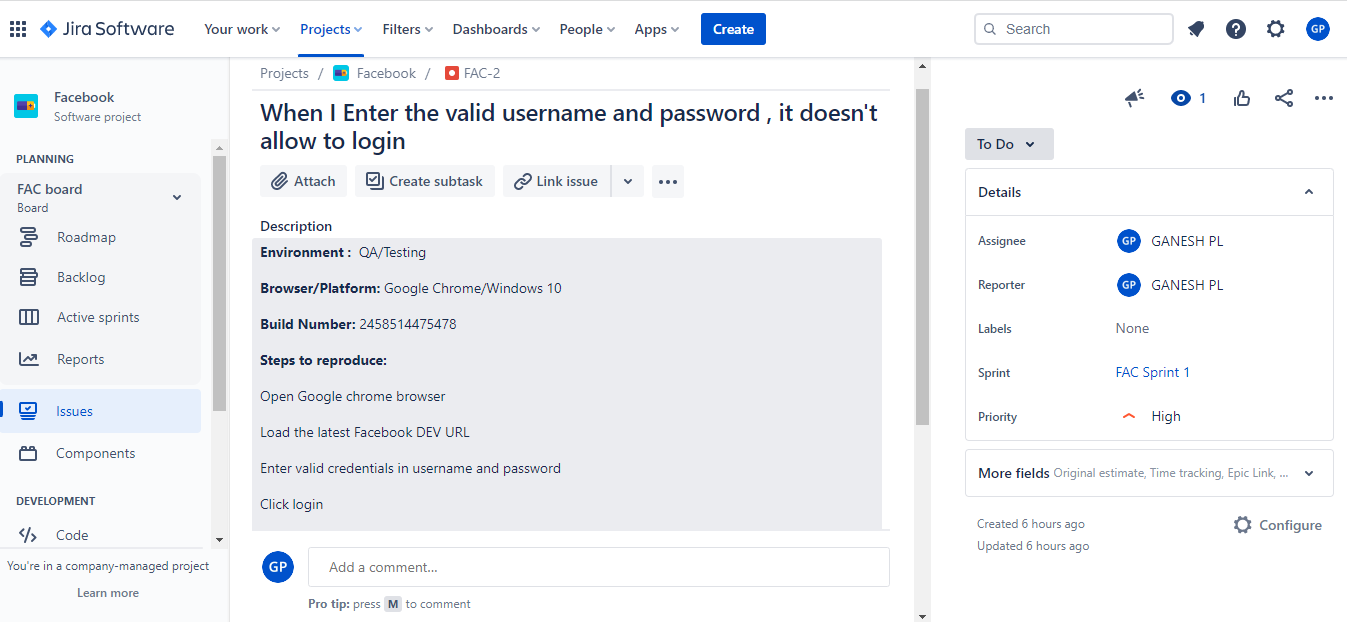 Jira Software Your work Projects Filters Dashboards People Apps Create Search GP
Facebook
Software project
PLANNING
FAC board
Board
Roadmap
Backlog
Active sprints
Reports
Issues
Components
DEVELOPMENT
Code
You're in a company-managed project
Learn more
Projects / Facebook / FAC-2
When I Enter the valid username and password , it doesn't
allow to login
Attach Create subtask Link issue
Description
Environment : QA/Testing
Browser/Platform: Google Chrome/Windows 10
Build Number: 2458514475478
Steps to reproduce:
Open Google chrome browser
Load the latest Facebook DEV URL
Enter valid credentials in username and password
Click login
GP Add a comment...
Pro tip: press M to comment
1
To Do
Details
Assignee GP GANESH PL
Reporter GP GANESH PL
Labels None
Sprint FAC Sprint 1
Priority High
More fields Original estimate, Time tracking, Epic Link, ...
Created 6 hours ago Configure
Updated 6 hours ago